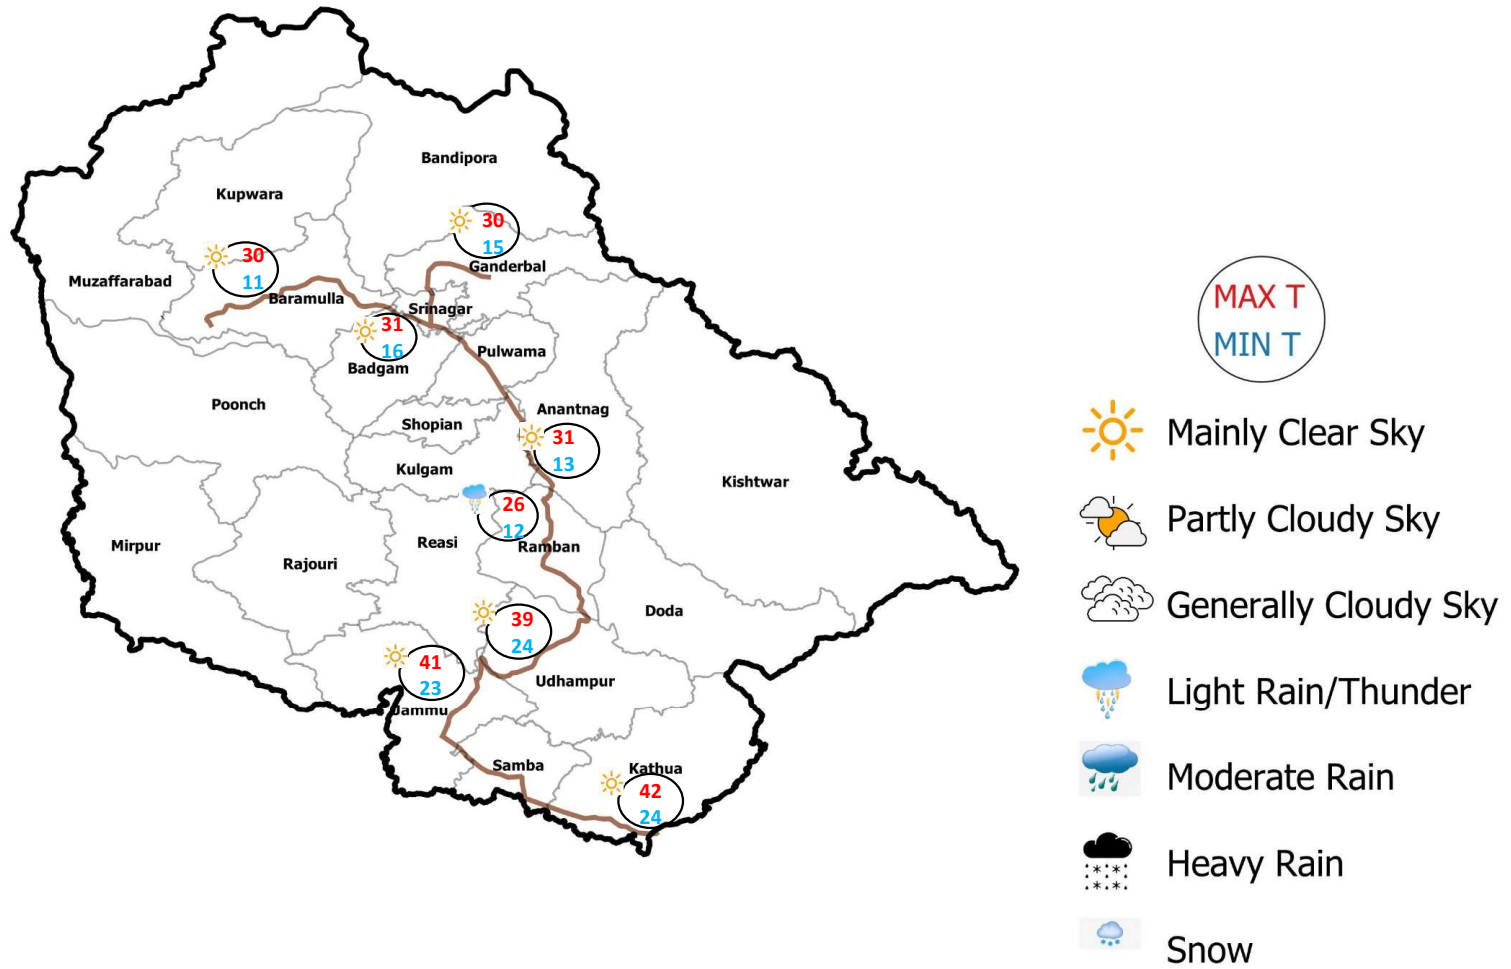 Bandipora
Kupwara
30
15
30
11
Ganderbal
Muzaffarabad
Baramulla
Srinagar
31
16
Pulwama
Badgam
Poonch
Anantnag
Shopian
31
13
Kulgam
Kishtwar
26
12
Reasi
Ramban
Mirpur
Rajouri
Doda
39
24
41
23
Udhampur
Jammu
Samba
Kathua
42
24
MAX T
MIN T
Mainly Clear Sky
Partly Cloudy Sky
Generally Cloudy Sky
Light Rain/Thunder
Moderate Rain
Heavy Rain
Snow